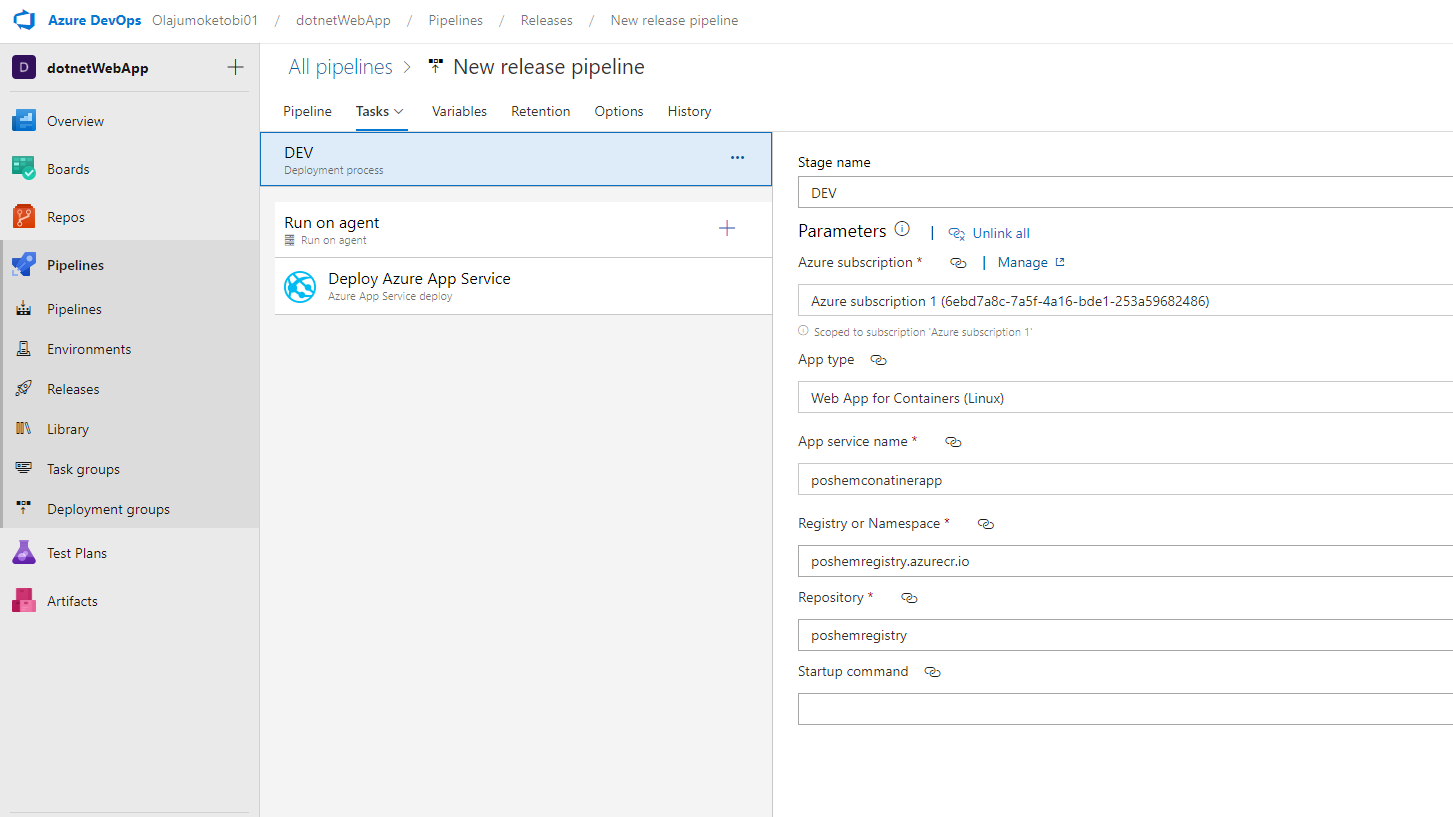 Azure DevOps Olajumoketobi01 / dotnetWebApp / Pipelines / Releases / New release pipeline
D dotnetWebApp
Overview
Boards
Repos
Pipelines
Pipelines
Environments
Releases
Library
Task groups
Deployment groups
Test Plans
Artifacts
All pipelines > New release pipeline
Pipeline Tasks Variables Retention Options History
DEV
Deployment process
...
Run on agent
Run on agent
Deploy Azure App Service
Azure App Service deploy
Stage name
DEV
Parameters | Unlink all
Azure subscription * | Manage
Azure subscription 1 (6ebd7a8c-7a5f-4a16-bde1-253a59682486)
Scoped to subscription 'Azure subscription 1'
App type
Web App for Containers (Linux)
App service name *
poshemconatinerapp
Registry or Namespace *
poshemregistry.azurecr.io
Repository *
poshemregistry
Startup command